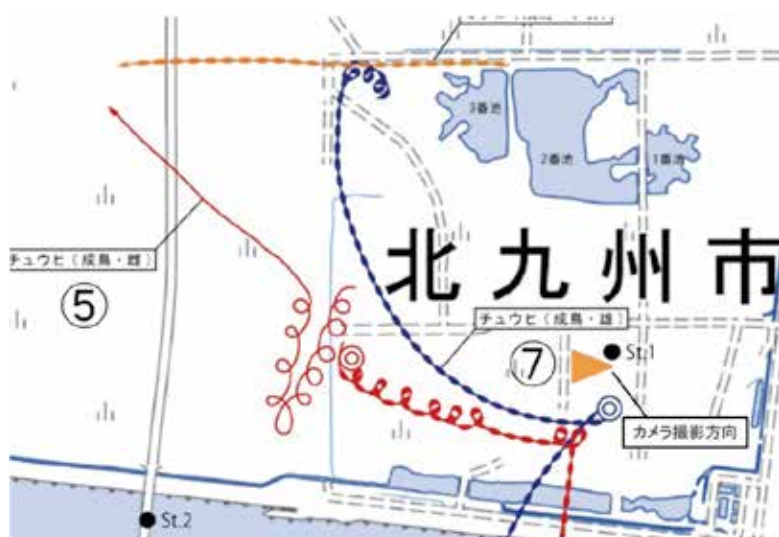 3番池
2番池
1番池
チュウヒ(成鳥・雌)
北九州市
⑤
チュウヒ(成鳥・雄)
⑦
St.1
カメラ撮影方向
St.2